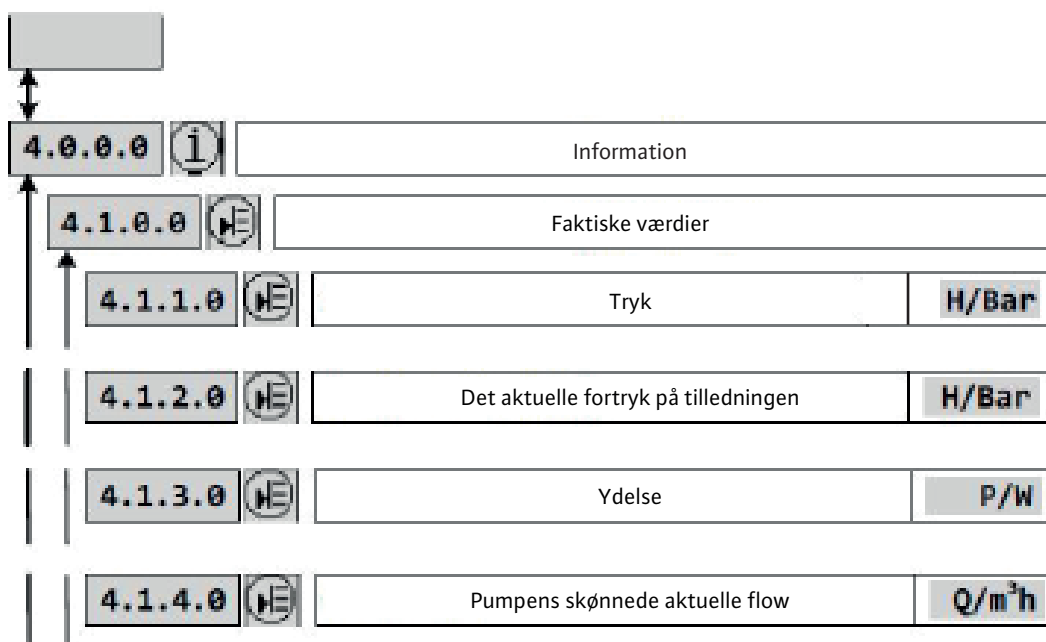 4.0.0.0 i Information
4.1.0.0 Faktiske værdier
4.1.1.0 Tryk H/Bar
4.1.2.0 Det aktuelle fortryk på tilledningen H/Bar
4.1.3.0 Ydelse P/W
4.1.4.0 Pumpens skønnede aktuelle flow Q/m³h